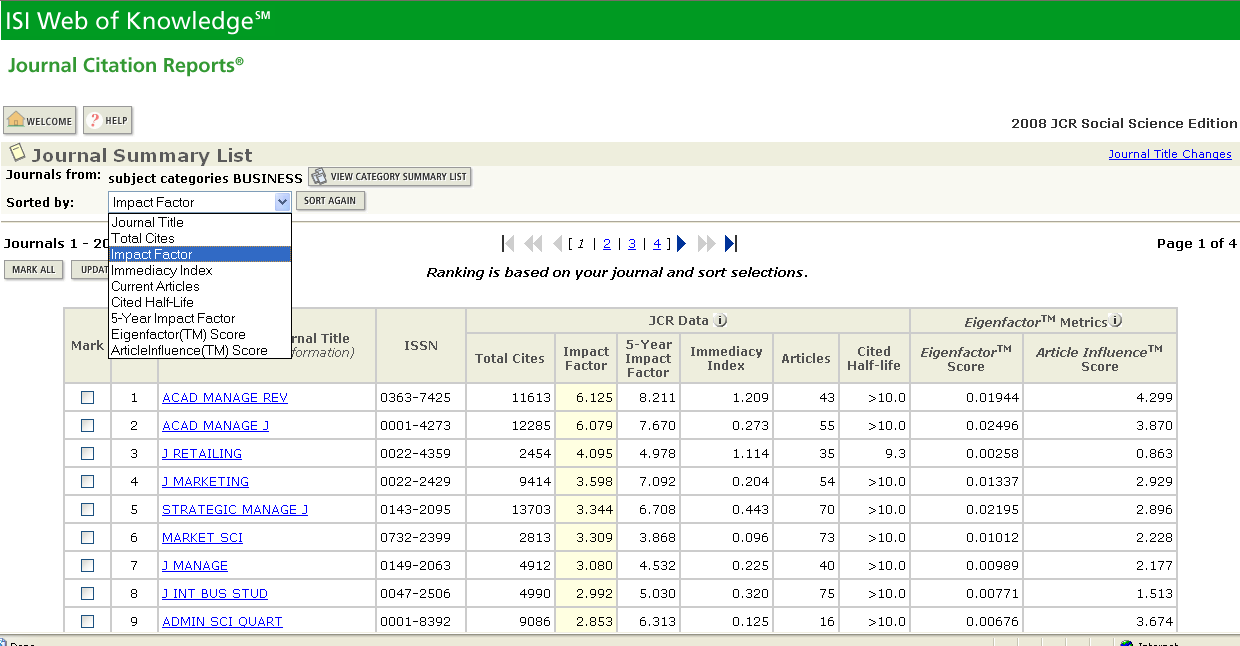 ISI Web of Knowledge℠
Journal Citation Reports®
WELCOME
HELP
2008 JCR Social Science Edition
Journal Summary List
Journal Title Changes
Journals from: subject categories BUSINESS VIEW CATEGORY SUMMARY LIST
Sorted by: Impact Factor SORT AGAIN
Journal Title
Total Cites
Impact Factor
Immediacy Index
Current Articles
Cited Half-Life
5-Year Impact Factor
Eigenfactor(TM) Score
ArticleInfluence(TM) Score
Journals 1 - 20
[ 1 | 2 | 3 | 4 ]
Page 1 of 4
MARK ALL
Ranking is based on your journal and sort selections.
Mark
ISSN
JCR Data
Eigenfactor™ Metrics
Total Cites
Impact Factor
5-Year Impact Factor
Immediacy Index
Articles
Cited Half-life
Eigenfactor™ Score
Article Influence™ Score
1 ACAD MANAGE REV 0363-7425 11613 6.125 8.211 1.209 43 >10.0 0.01944 4.299
2 ACAD MANAGE J 0001-4273 12285 6.079 7.670 0.273 55 >10.0 0.02496 3.870
3 J RETAILING 0022-4359 2454 4.095 4.978 1.114 35 9.3 0.00258 0.863
4 J MARKETING 0022-2429 9414 3.598 7.092 0.204 54 >10.0 0.01337 2.929
5 STRATEGIC MANAGE J 0143-2095 13703 3.344 6.708 0.443 70 >10.0 0.02195 2.896
6 MARKET SCI 0732-2399 2813 3.309 3.868 0.096 73 >10.0 0.01012 2.228
7 J MANAGE 0149-2063 4912 3.080 4.532 0.225 40 >10.0 0.00989 2.177
8 J INT BUS STUD 0047-2506 4990 2.992 5.030 0.320 75 >10.0 0.00771 1.513
9 ADMIN SCI QUART 0001-8392 9086 2.853 6.313 0.125 16 >10.0 0.00676 3.674